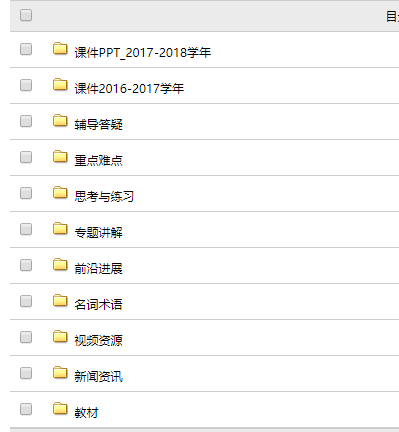 目
课件PPT_2017-2018学年
课件2016-2017学年
辅导答疑
重点难点
思考与练习
专题讲解
前沿进展
名词术语
视频资源
新闻资讯
教材